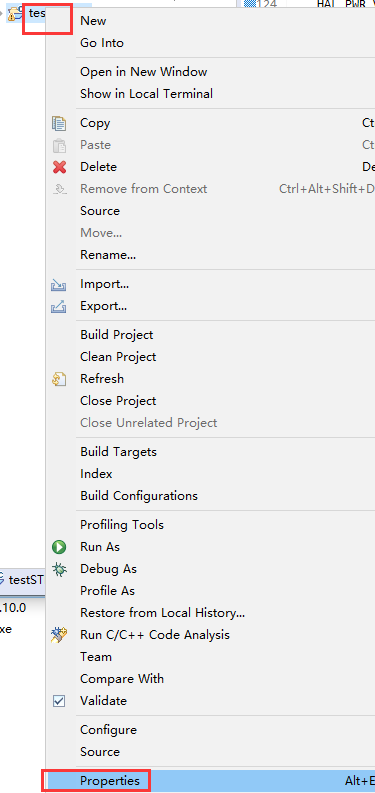 tes
124 HAL_PWR_V
New
Go Into
Open in New Window
Show in Local Terminal
Copy Ct
Paste Ct
Delete De
Remove from Context Ctrl+Alt+Shift+D
Source
Move...
Rename...
Import...
Export...
Build Project
Clean Project
Refresh
Close Project
Close Unrelated Project
Build Targets
Index
Build Configurations
Profiling Tools
Run As
Debug As
testST
Profile As
.10.0
Restore from Local History...
xe
Run C/C++ Code Analysis
Team
Compare With
Validate
Configure
Source
Properties Alt+E